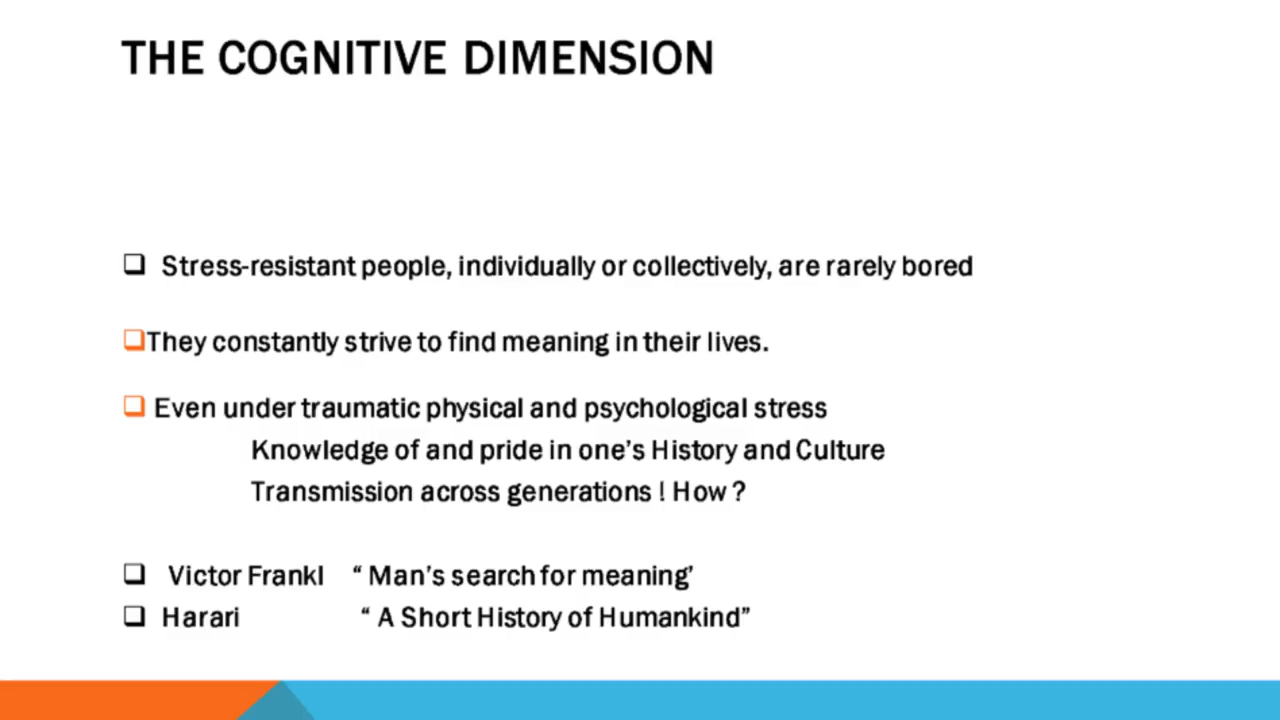 THE COGNITIVE DIMENSION
❑ Stress-resistant people, individually or collectively, are rarely bored
❑They constantly strive to find meaning in their lives.
❑ Even under traumatic physical and psychological stress
Knowledge of and pride in one's History and Culture
Transmission across generations ! How ?
❑ Victor Frankl “ Man's search for meaning’
❑ Harari “ A Short History of Humankind”